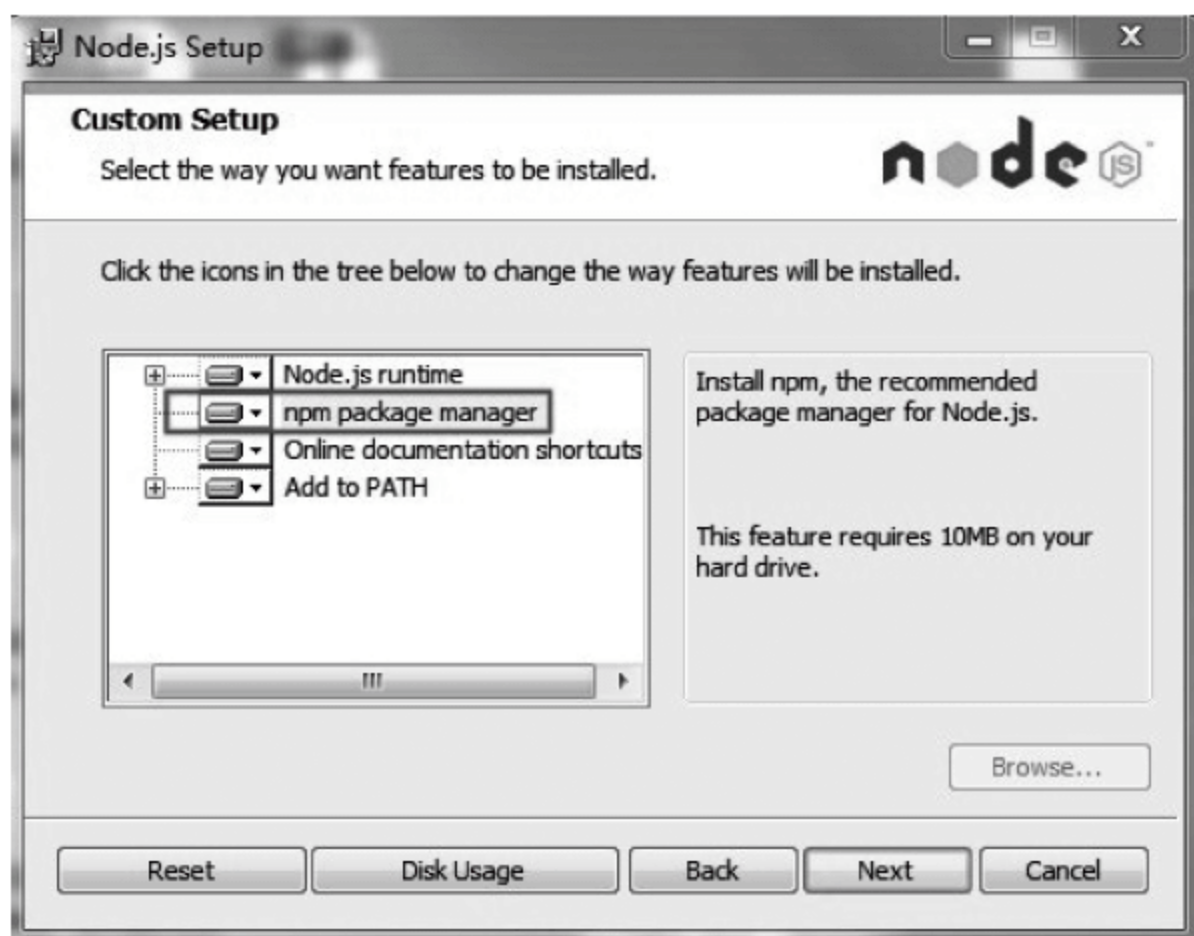 Node.js Setup
Custom Setup
Select the way you want features to be installed.
node JS
Click the icons in the tree below to change the way features will be installed.
Node.js runtime
npm package manager
Online documentation shortcuts
Add to PATH
Install npm, the recommended
package manager for Node.js.
This feature requires 10MB on your
hard drive.
Browse...
Reset
Disk Usage
Back
Next
Cancel